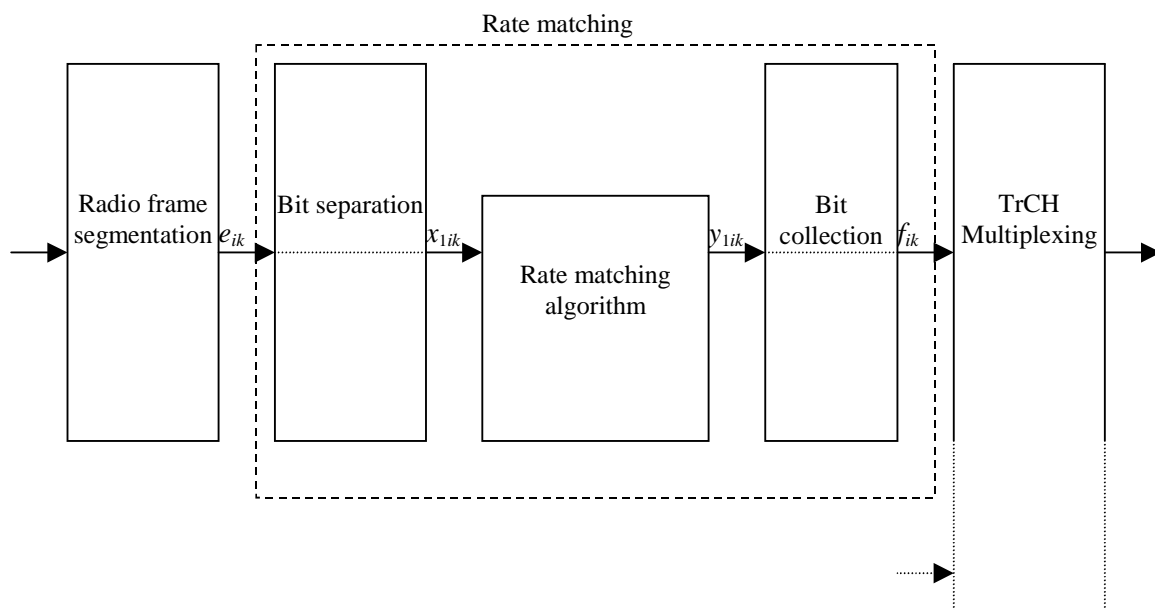 Rate matching
Radio frame
segmentation
e_ik
Bit separation
x_1ik
Rate matching
algorithm
y_1ik
Bit
collection
f_ik
TrCH
Multiplexing